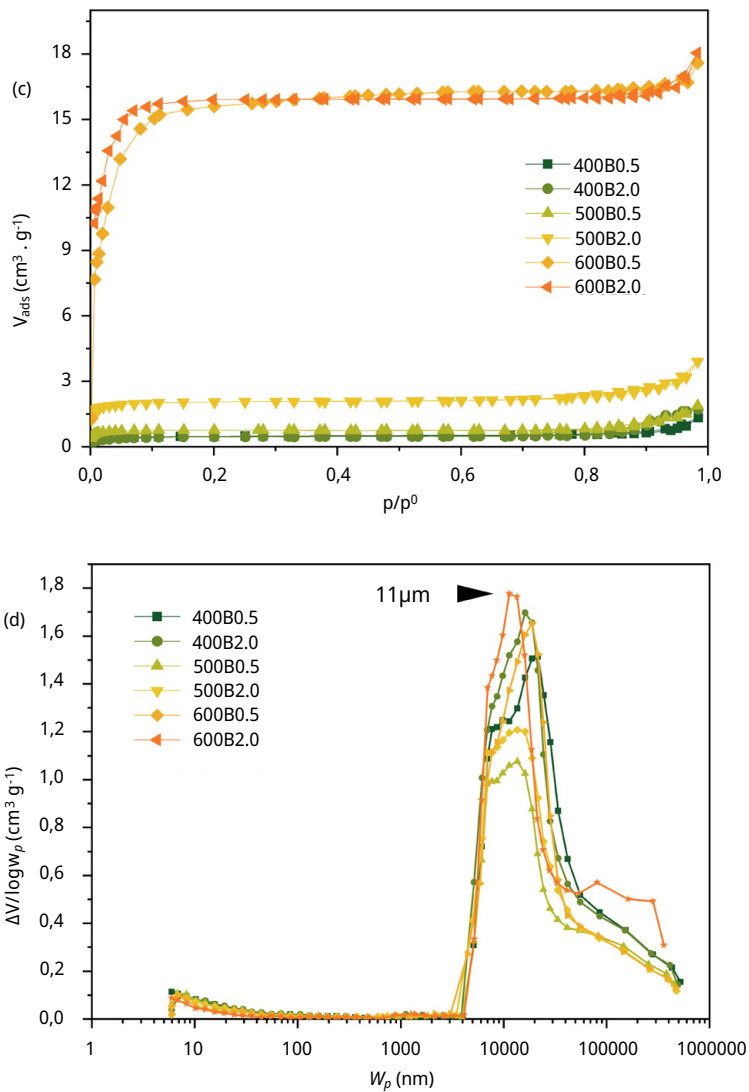 (c)
V_ads (cm³ . g⁻¹)
18
15
12
9
6
3
0
400B0.5
400B2.0
500B0.5
500B2.0
600B0.5
600B2.0
0,0 0,2 0,4 0,6 0,8 1,0
p/p⁰
(d)
ΔV/logw_p (cm³ g⁻¹)
1,8
1,6
1,4
1,2
1,0
0,8
0,6
0,4
0,2
0,0
11μm
400B0.5
400B2.0
500B0.5
500B2.0
600B0.5
600B2.0
1 10 100 1000 10000 100000 1000000
W_p (nm)